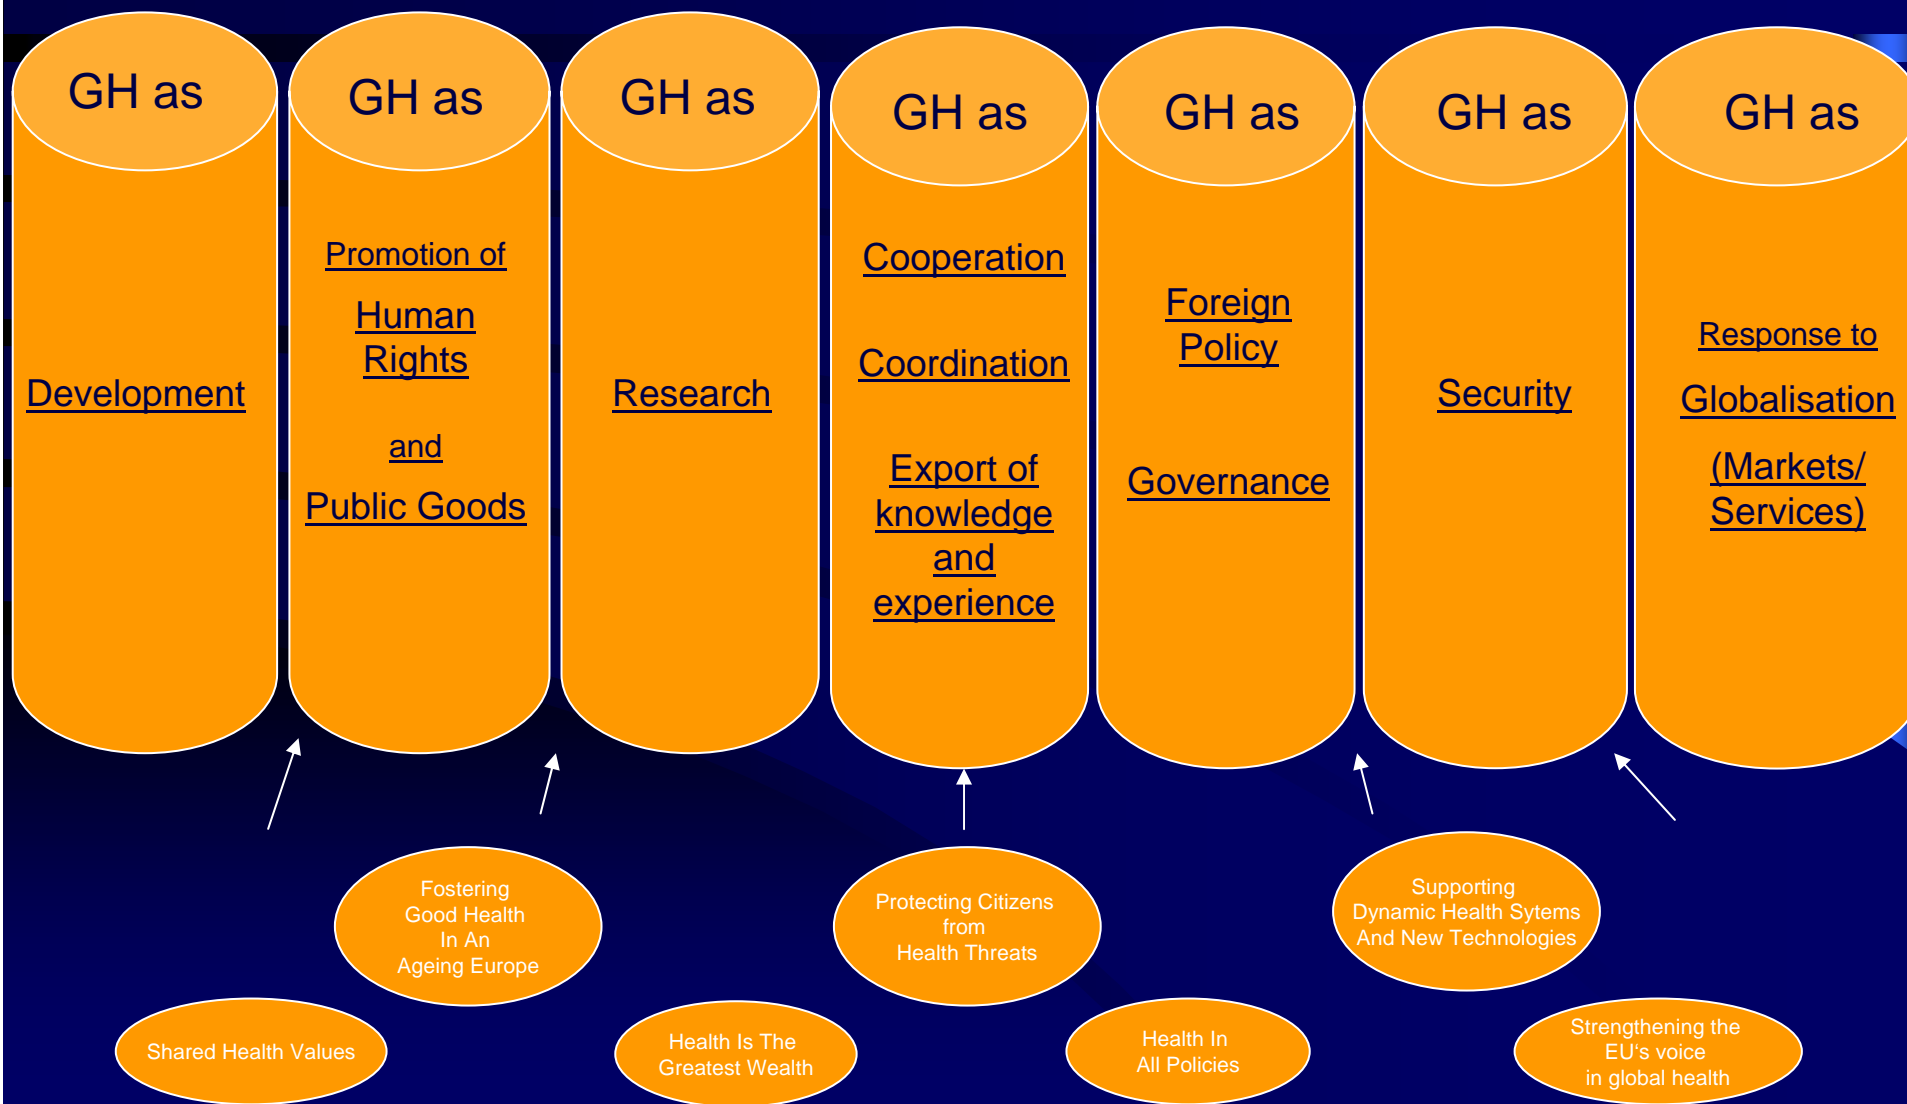 GH as
Development
GH as
Promotion of
Human
Rights
and
Public Goods
GH as
Research
GH as
Cooperation
Coordination
Export of
knowledge
and
experience
GH as
Foreign
Policy
Governance
GH as
Security
GH as
Response to
Globalisation
(Markets/
Services)
Fostering
Good Health
In An
Ageing Europe
Protecting Citizens
from
Health Threats
Supporting
Dynamic Health Sytems
And New Technologies
Shared Health Values
Health Is The
Greatest Wealth
Health In
All Policies
Strengthening the
EU‘s voice
in global health